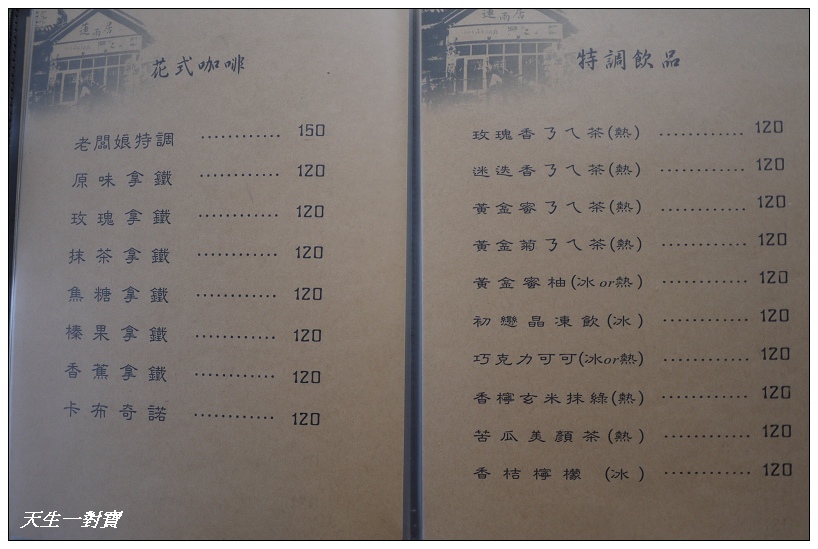 花式咖啡
老闆娘特調 ………… 150
原味拿鐵 ………… 120
玫瑰拿鐵 ………… 120
抹茶拿鐵 ………… 120
焦糖拿鐵 ………… 120
榛果拿鐵 ………… 120
香蕉拿鐵 ………… 120
卡布奇諾 ………… 120
特調飲品
玫瑰香ㄋㄟ茶(熱) ………… 120
迷迭香ㄋㄟ茶(熱) ………… 120
黃金蜜ㄋㄟ茶(熱) ………… 120
黃金菊ㄋㄟ茶(熱) ………… 120
黃金蜜柚(冰or熱) ………… 120
初戀晶凍飲(冰) ………… 120
巧克力可可(冰or熱) ………… 120
香檸玄米抹綠(熱) ………… 120
苦瓜美顏茶(熱) ………… 120
香桔檸檬 (冰) ………… 120
天生一對寶